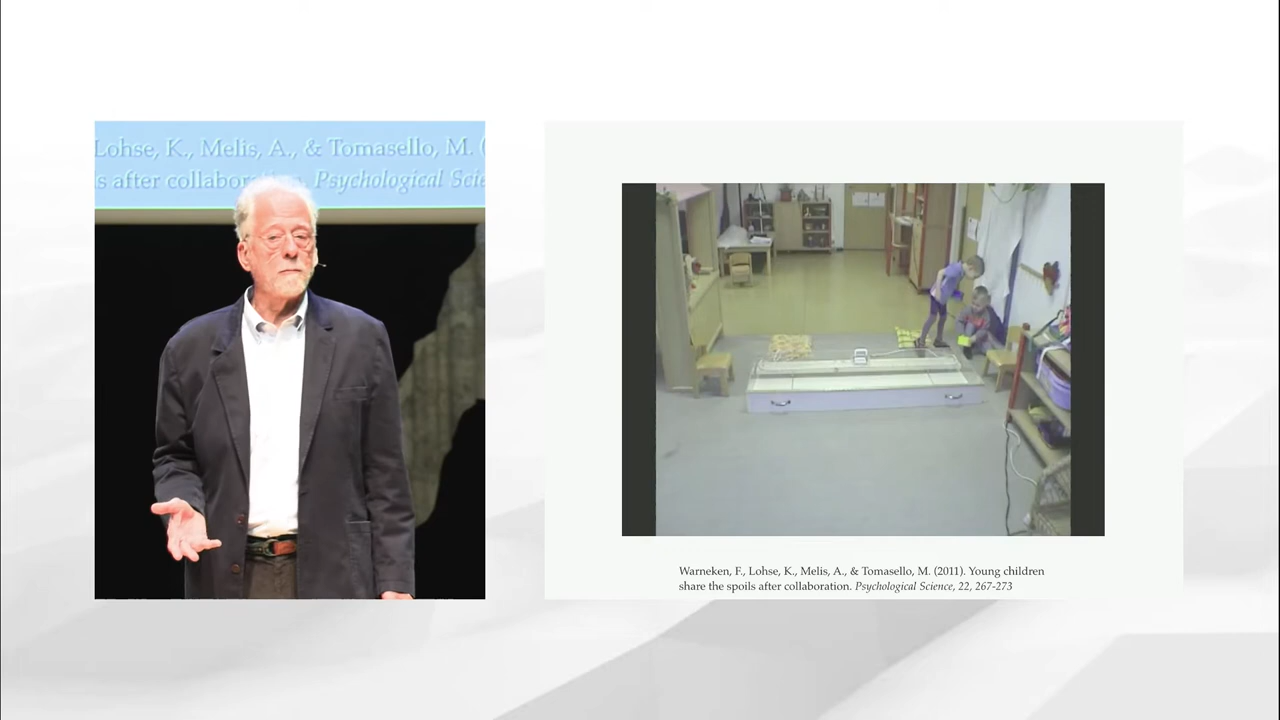 Lohse, K., Melis, A., & Tomasello, M. (
s after collaboration. Psychological Scie
Warneken, F., Lohse, K., Melis, A., & Tomasello, M. (2011). Young children
share the spoils after collaboration. Psychological Science, 22, 267-273